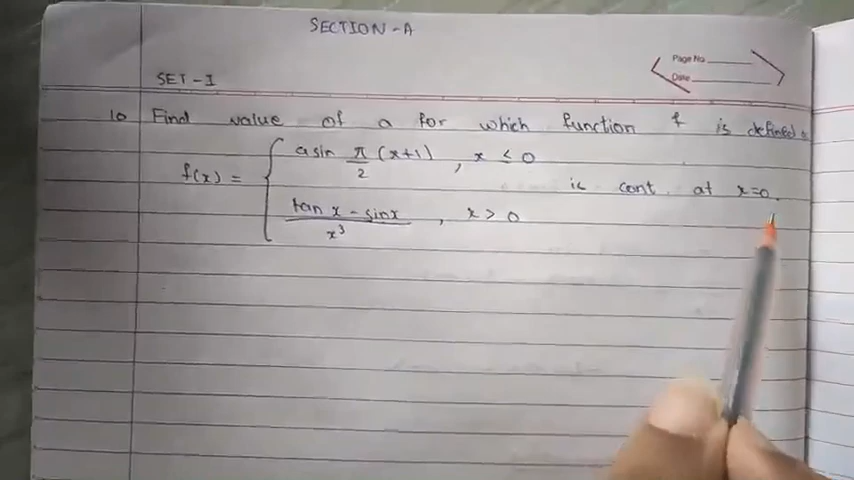 SECTION-A
Page No
Date
SET-I
10 Find value of a for which function f is defined as
f(x) = { a sin π/2 (x+1) , x ≤ 0
is cont at x=0.
tan x - sin x / x³ , x > 0